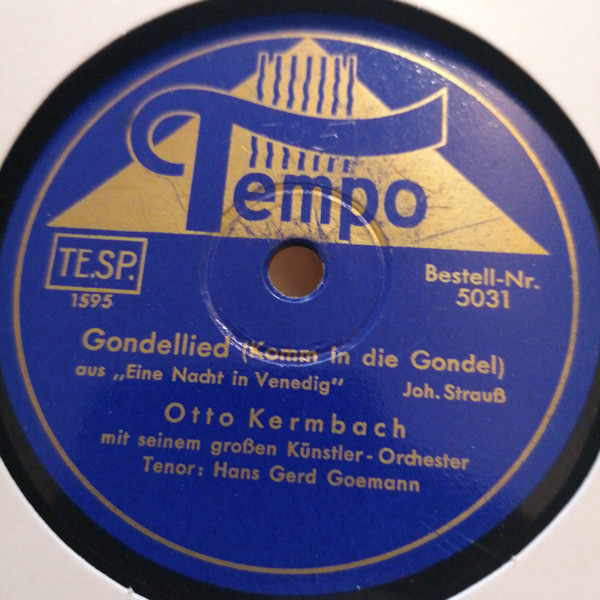 Tempo
TE.SP.
1595
Bestell-Nr.
5031
Gondellied (Komm in die Gondel)
aus „Eine Nacht in Venedig“ Joh. Strauß
Otto Kermbach
mit seinem großen Künstler-Orchester
Tenor: Hans Gerd Goemann